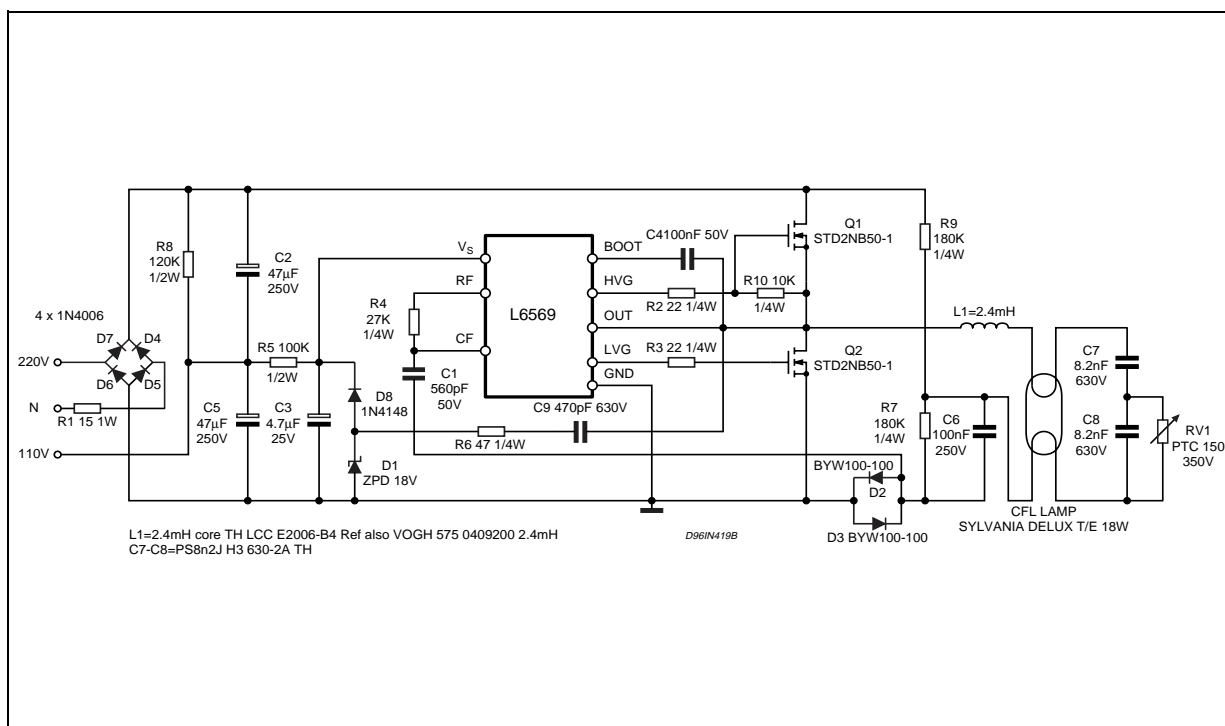 R8
120K
1/2W
C2
47µF
250V
4 x 1N4006
D7
D4
D6
D5
220V
N
R1 15 1W
110V
C5
47µF
250V
R5 100K
1/2W
C3
4.7µF
25V
VS
RF
CF
R4
27K
1/4W
C1
560pF
50V
D8
1N4148
D1
ZPD 18V
L6569
BOOT
HVG
OUT
LVG
GND
C4100nF 50V
R2 22 1/4W
R10 10K
1/4W
R3 22 1/4W
C9 470pF 630V
R6 47 1/4W
Q1
STD2NB50-1
Q2
STD2NB50-1
R9
180K
1/4W
L1=2.4mH
R7
180K
1/4W
C6
100nF
250V
C7
8.2nF
630V
C8
8.2nF
630V
RV1
PTC 150
350V
BYW100-100
D2
D3 BYW100-100
CFL LAMP
SYLVANIA DELUX T/E 18W
L1=2.4mH core TH LCC E2006-B4 Ref also VOGH 575 0409200 2.4mH
C7-C8=PS8n2J H3 630-2A TH
D96IN419B